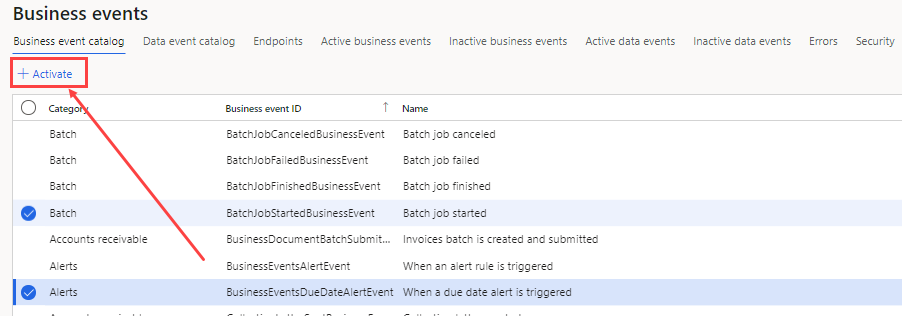 Business events
Business event catalog Data event catalog Endpoints Active business events Inactive business events Active data events Inactive data events Errors Security
+ Activate
Category Business event ID ↑ Name
Batch BatchJobCanceledBusinessEvent Batch job canceled
Batch BatchJobFailedBusinessEvent Batch job failed
Batch BatchJobFinishedBusinessEvent Batch job finished
Batch BatchJobStartedBusinessEvent Batch job started
Accounts receivable BusinessDocumentBatchSubmit... Invoices batch is created and submitted
Alerts BusinessEventsAlertEvent When an alert rule is triggered
Alerts BusinessEventsDueDateAlertEvent When a due date alert is triggered